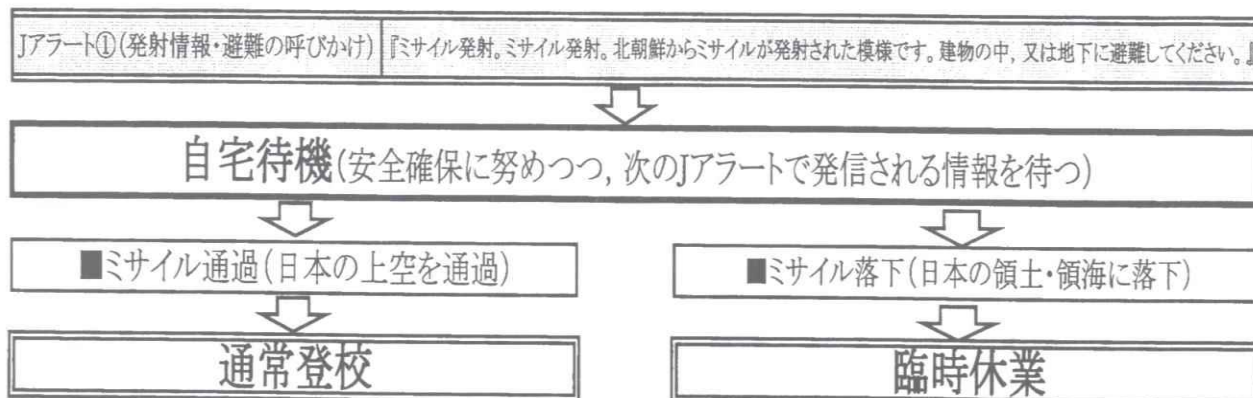 Jアラート①(発射情報・避難の呼びかけ) 『ミサイル発射。ミサイル発射。北朝鮮からミサイルが発射された模様です。建物の中, 又は地下に避難してください。』
自宅待機(安全確保に努めつつ, 次のJアラートで発信される情報を待つ)
■ミサイル通過(日本の上空を通過)
■ミサイル落下(日本の領土・領海に落下)
通常登校
臨時休業